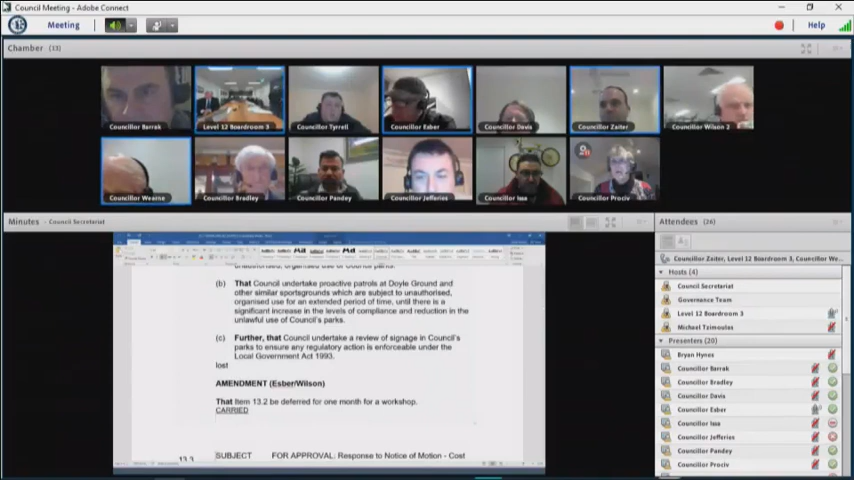 Council Meeting - Adobe Connect
Meeting
Help
Chamber (13)
Councillor Barrak
Level 12 Boardroom 3
Councillor Tyrrell
Councillor Esber
Councillor Davis
Councillor Zaiter
Councillor Wilson 2
Councillor Wearne
Councillor Bradley
Councillor Pandey
Councillor Jefferies
Councillor Issa
Councillor Prociv
Minutes - Council Secretariat
unauthorised, organised use of Council parks.
(b) That Council undertake proactive patrols at Doyle Ground and
other similar sportsgrounds which are subject to unauthorised,
organised use for an extended period of time, until there is a
significant increase in the levels of compliance and reduction in the
unlawful use of Council's parks.
(c) Further, that Council undertake a review of signage in Council's
parks to ensure any regulatory action is enforceable under the
Local Government Act 1993.
lost
AMENDMENT (Esber/Wilson)
That Item 13.2 be deferred for one month for a workshop.
CARRIED
13.3 SUBJECT FOR APPROVAL: Response to Notice of Motion - Cost
Attendees (26)
Councillor Zaiter, Level 12 Boardroom 3, Councillor We...
Hosts (4)
Council Secretariat
Governance Team
Level 12 Boardroom 3
Michael Tzimoulas
Presenters (20)
Bryan Hynes
Councillor Barrak
Councillor Bradley
Councillor Davis
Councillor Esber
Councillor Issa
Councillor Jefferies
Councillor Pandey
Councillor Prociv